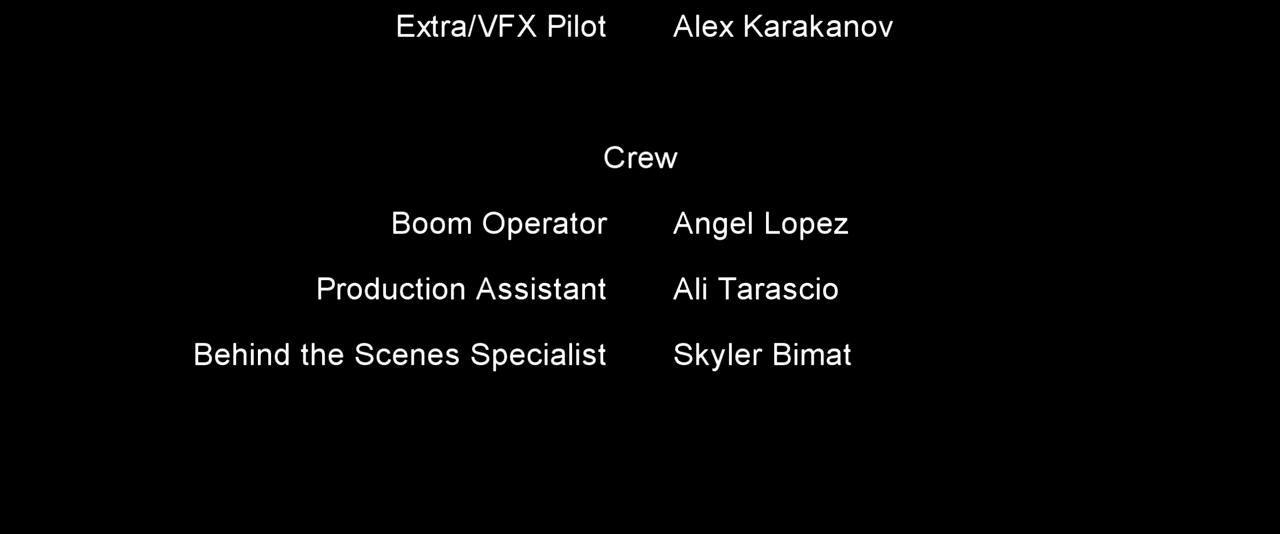 Extra/VFX Pilot Alex Karakanov
Crew
Boom Operator Angel Lopez
Production Assistant Ali Tarascio
Behind the Scenes Specialist Skyler Bimat